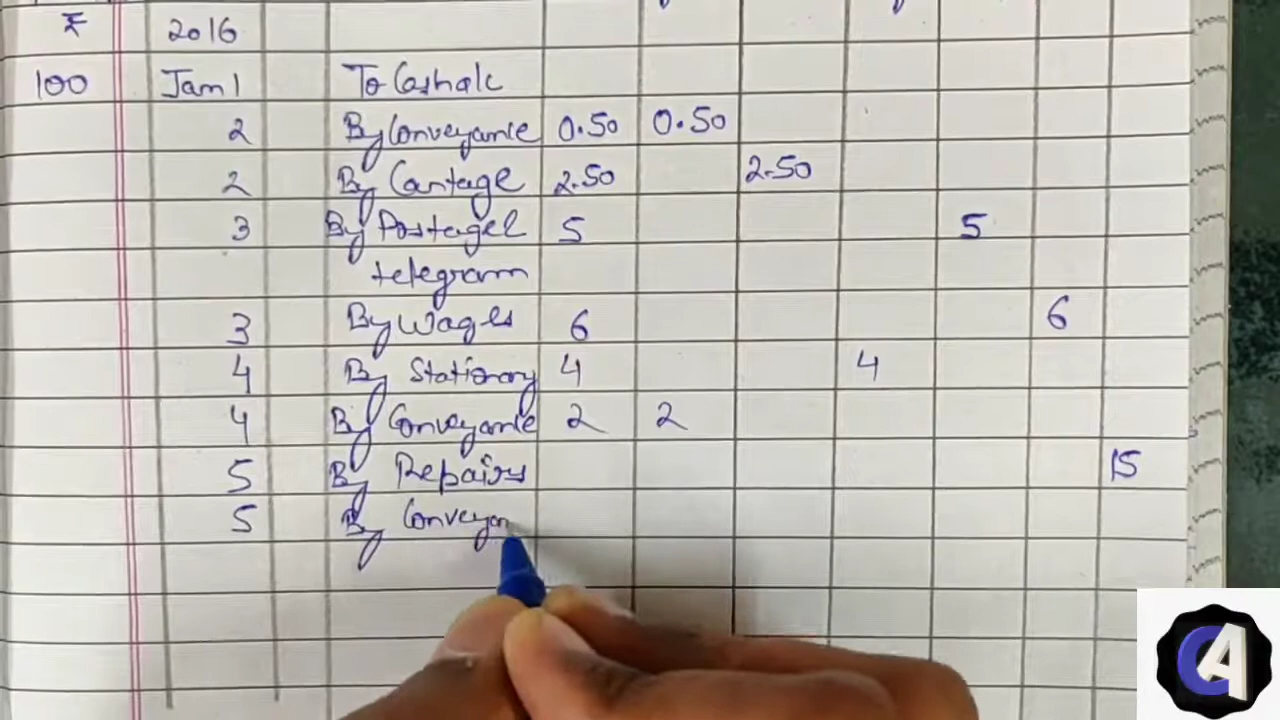 ₹ 2016
100 Jan 1 To Cash a/c
2 By Conveyance 0.50 0.50
2 By Cartage 2.50 2.50
3 By Postage & 5 5
telegram
3 By Wages 6 6
4 By Stationary 4 4
4 By Conveyance 2 2
5 By Repairs 15
5 By Conveyan
CA